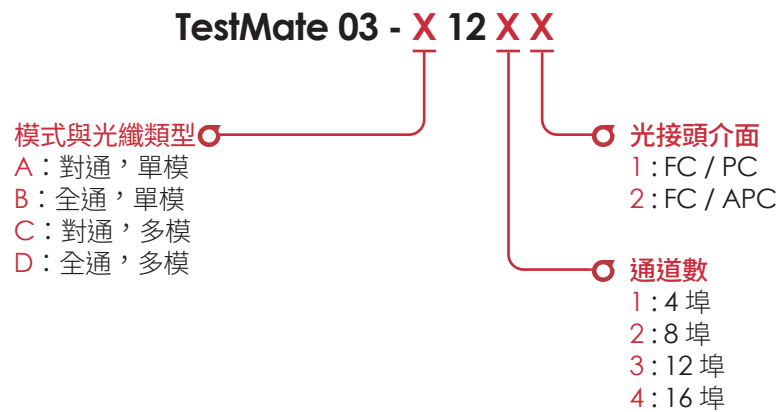 TestMate 03 - X 12 X X
模式與光纖類型
A：對通，單模
B：全通，單模
C：對通，多模
D：全通，多模
光接頭介面
1 : FC / PC
2 : FC / APC
通道數
1 : 4 埠
2 : 8 埠
3 : 12 埠
4 : 16 埠